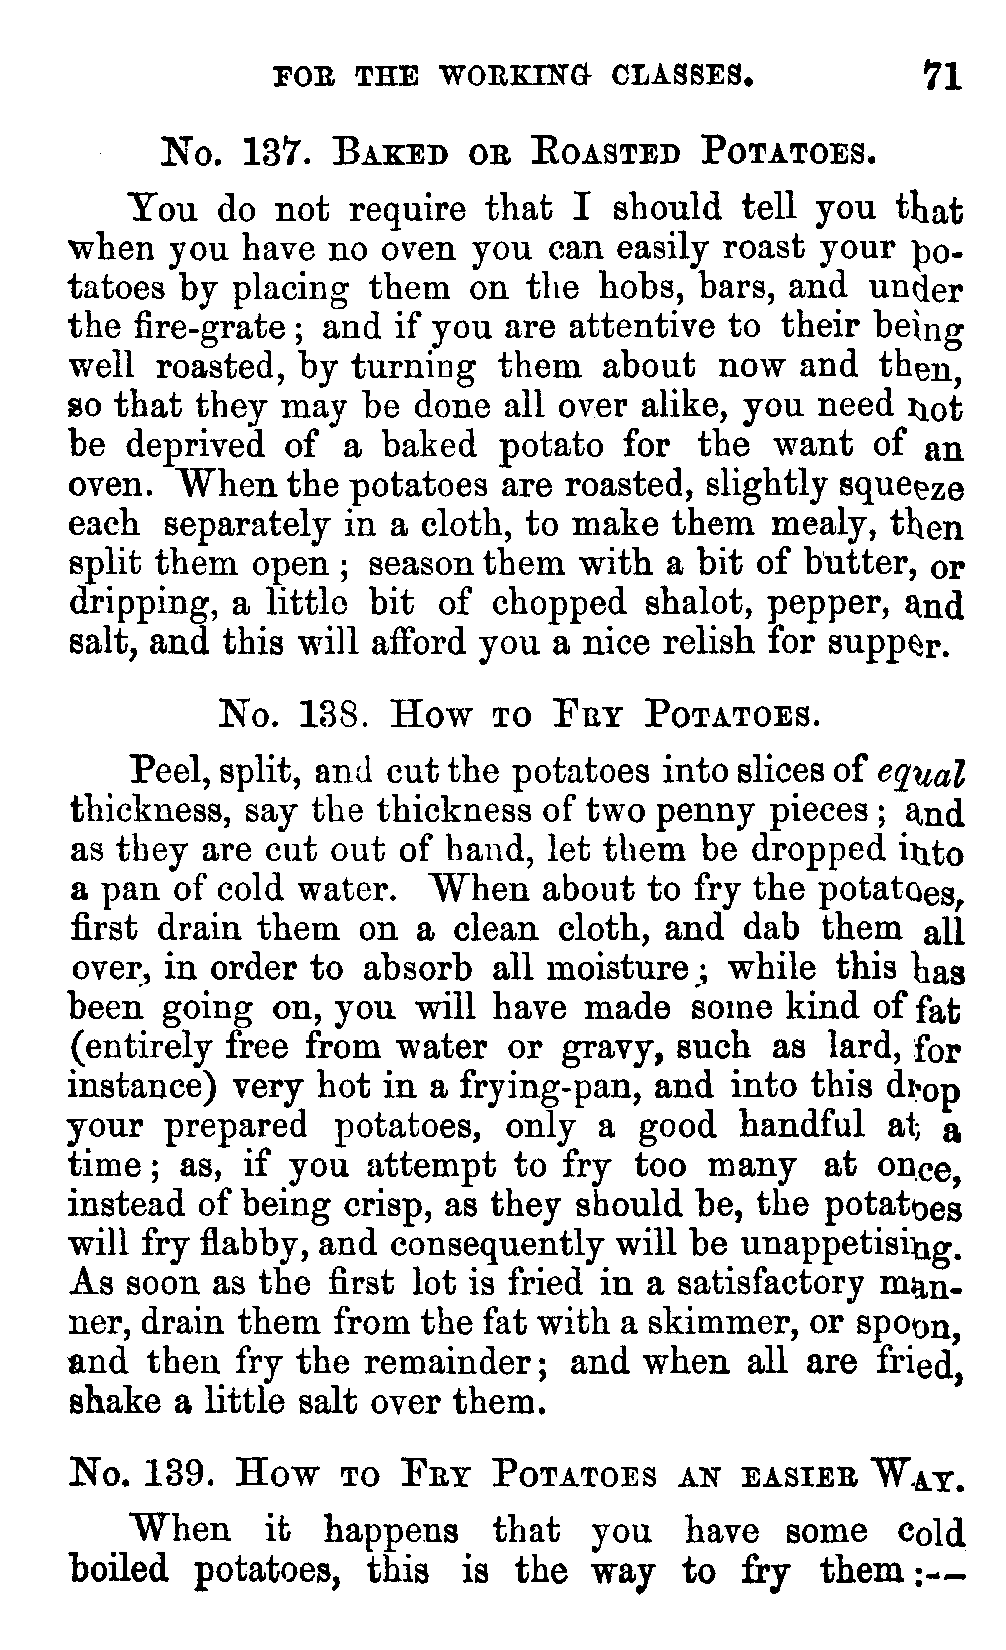 FOR THE WORKING CLASSES. 71
No. 137. Baked or Roasted Potatoes.
You do not require that I should tell you that
when you have no oven you can easily roast your po-
tatoes by placing them on the hobs, bars, and under
the fire-grate; and if you are attentive to their being
well roasted, by turning them about now and then,
so that they may be done all over alike, you need not
be deprived of a baked potato for the want of an
oven. When the potatoes are roasted, slightly squeeze
each separately in a cloth, to make them mealy, then
split them open; season them with a bit of butter, or
dripping, a little bit of chopped shalot, pepper, and
salt, and this will afford you a nice relish for supper.
No. 138. How to Fry Potatoes.
Peel, split, and cut the potatoes into slices of equal
thickness, say the thickness of two penny pieces; and
as they are cut out of hand, let them be dropped into
a pan of cold water. When about to fry the potatoes,
first drain them on a clean cloth, and dab them all
over, in order to absorb all moisture; while this has
been going on, you will have made some kind of fat
(entirely free from water or gravy, such as lard, for
instance) very hot in a frying-pan, and into this drop
your prepared potatoes, only a good handful at a
time; as, if you attempt to fry too many at once,
instead of being crisp, as they should be, the potatoes
will fry flabby, and consequently will be unappetising.
As soon as the first lot is fried in a satisfactory man-
ner, drain them from the fat with a skimmer, or spoon,
and then fry the remainder; and when all are fried,
shake a little salt over them.
No. 139. How to Fry Potatoes an easier Way.
When it happens that you have some cold
boiled potatoes, this is the way to fry them:--